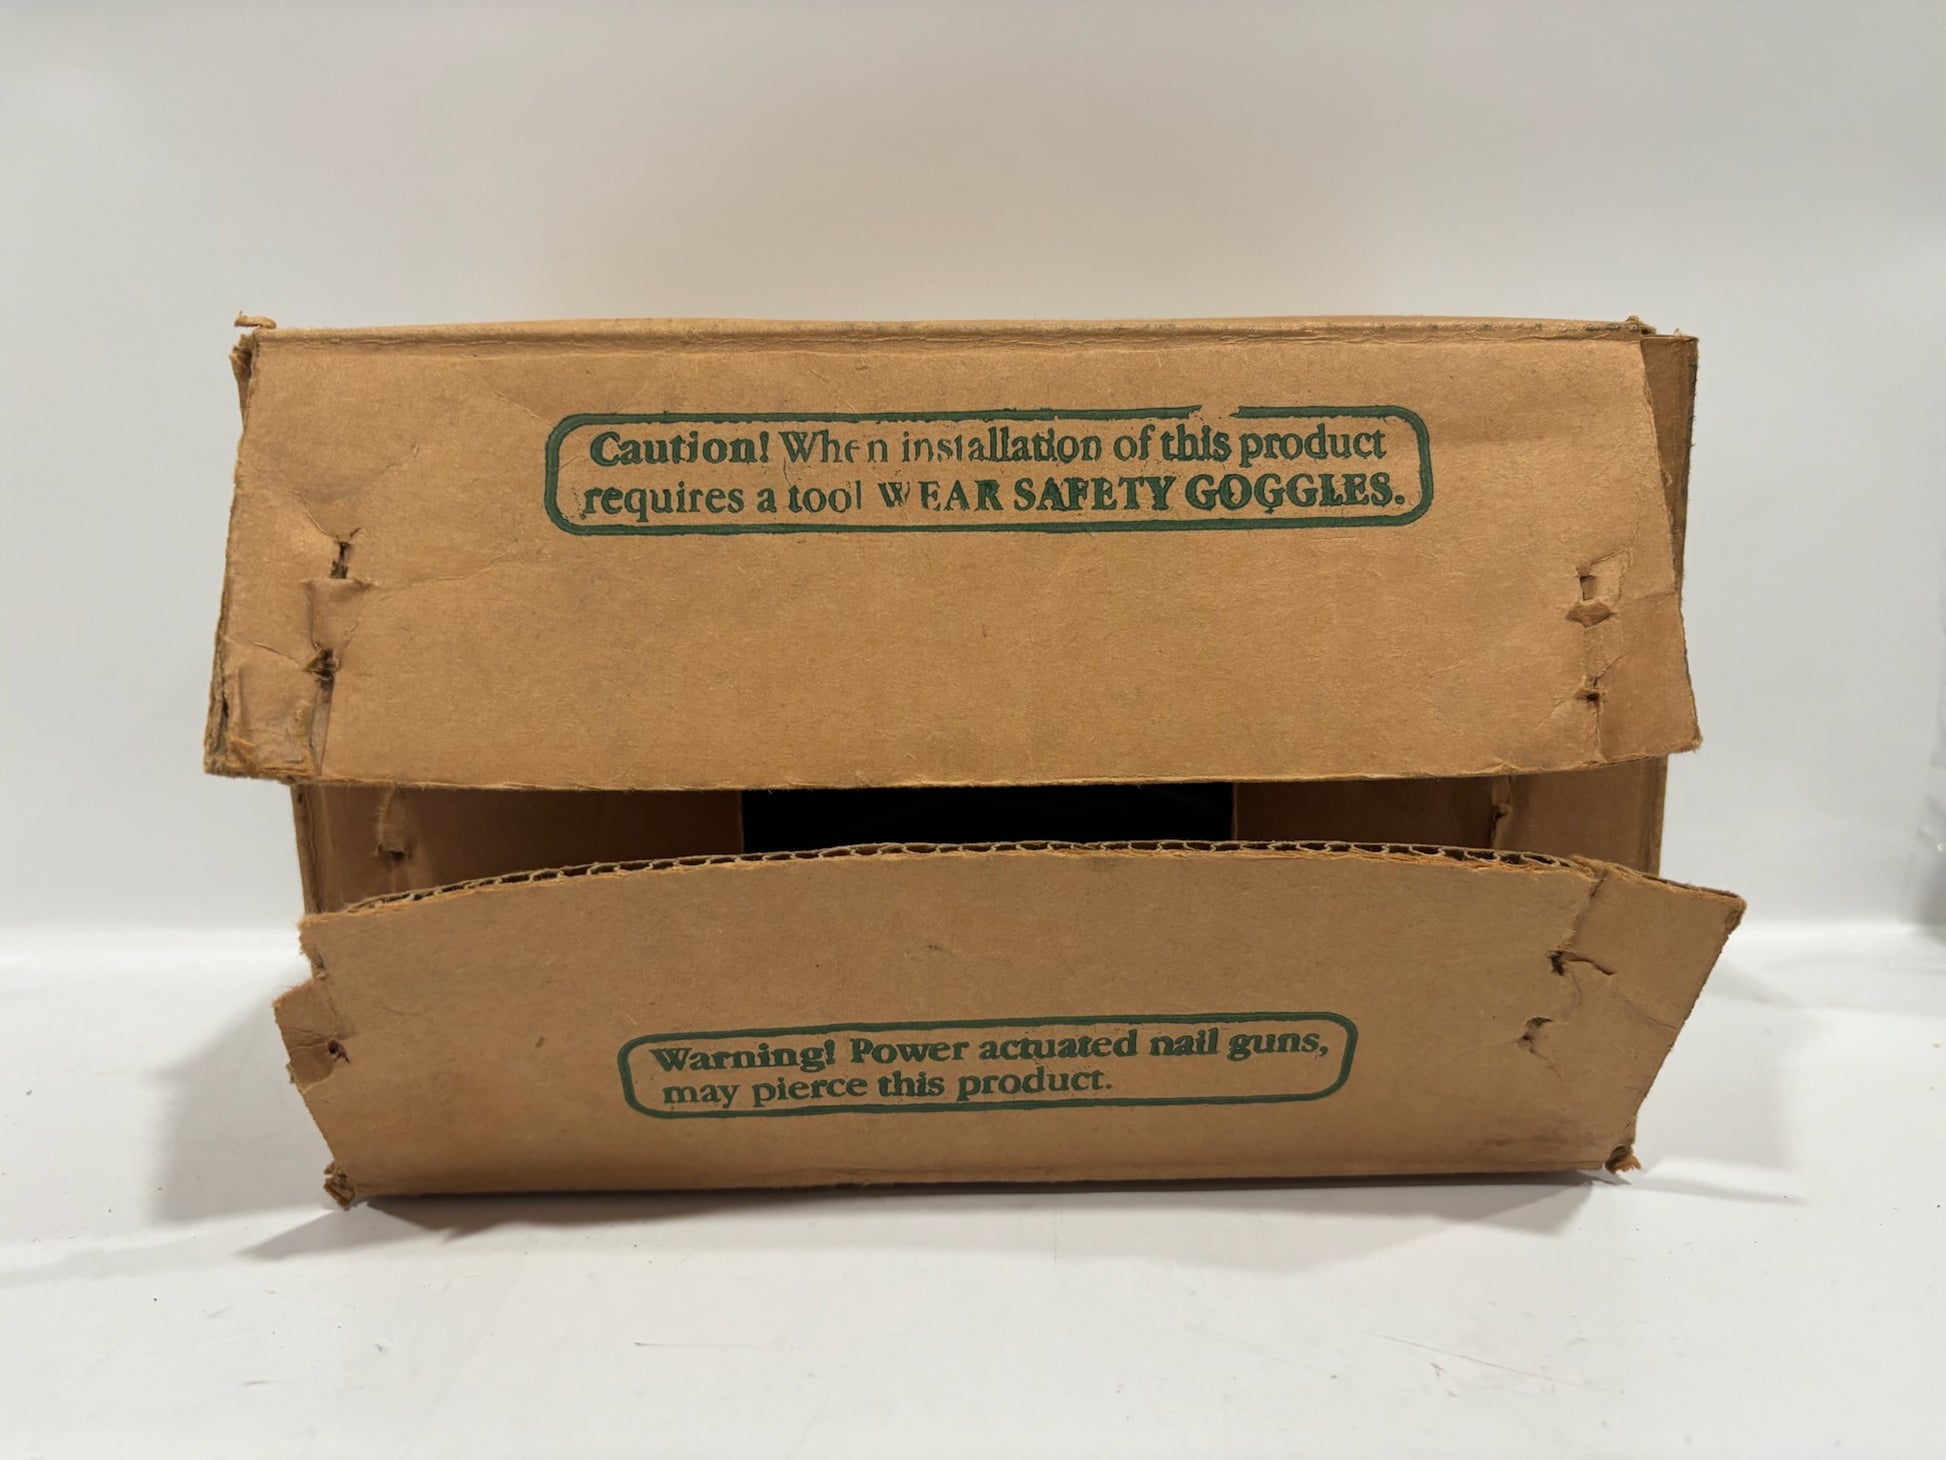 Caution! When installation of this product
requires a tool WEAR SAFETY GOGGLES.
Warning! Power actuated nail guns,
may pierce this product.